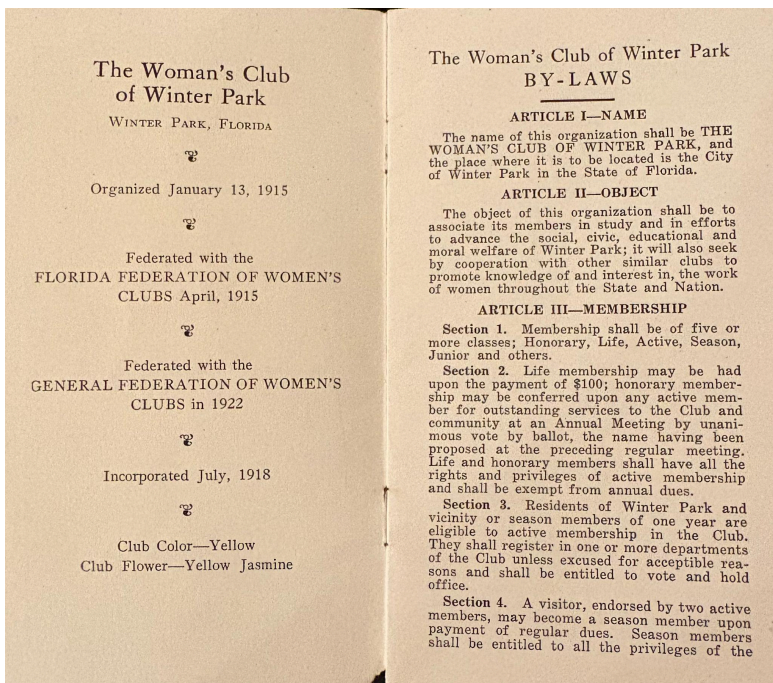 The Woman's Club
of Winter Park
WINTER PARK, FLORIDA
Organized January 13, 1915
Federated with the
FLORIDA FEDERATION OF WOMEN'S
CLUBS April, 1915
Federated with the
GENERAL FEDERATION OF WOMEN'S
CLUBS in 1922
Incorporated July, 1918
Club Color—Yellow
Club Flower—Yellow Jasmine
The Woman's Club of Winter Park
BY-LAWS
ARTICLE I—NAME
The name of this organization shall be THE
WOMAN'S CLUB OF WINTER PARK, and
the place where it is to be located is the City
of Winter Park in the State of Florida.
ARTICLE II—OBJECT
The object of this organization shall be to
associate its members in study and in efforts
to advance the social, civic, educational and
moral welfare of Winter Park; it will also seek
by cooperation with other similar clubs to
promote knowledge of and interest in, the work
of women throughout the State and Nation.
ARTICLE III—MEMBERSHIP
Section 1. Membership shall be of five or
more classes; Honorary, Life, Active, Season,
Junior and others.
Section 2. Life membership may be had
upon the payment of $100; honorary member-
ship may be conferred upon any active mem-
ber for outstanding services to the Club and
community at an Annual Meeting by unani-
mous vote by ballot, the name having been
proposed at the preceding regular meeting.
Life and honorary members shall have all the
rights and privileges of active membership
and shall be exempt from annual dues.
Section 3. Residents of Winter Park and
vicinity or season members of one year are
eligible to active membership in the Club.
They shall register in one or more departments
of the Club unless excused for acceptible rea-
sons and shall be entitled to vote and hold
office.
Section 4. A visitor, endorsed by two active
members, may become a season member upon
payment of regular dues. Season members
shall be entitled to all the privileges of the